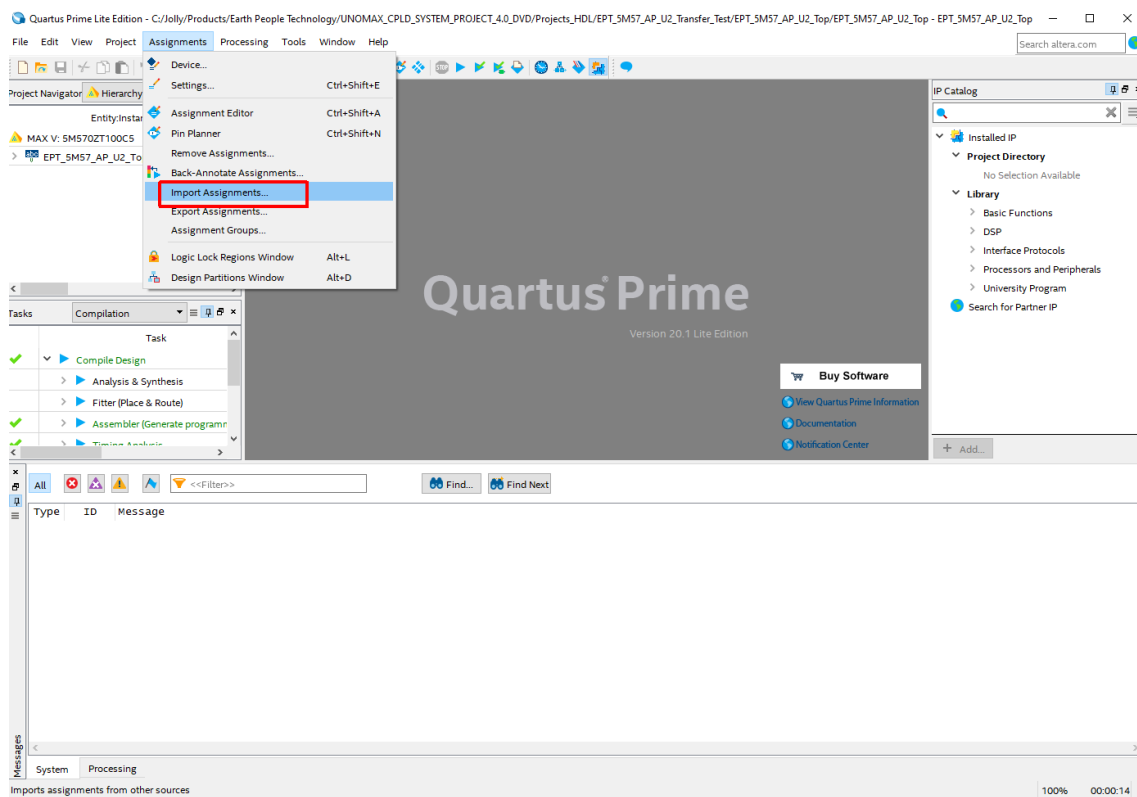 Quartus Prime Lite Edition - C:/Jolly/Products/Earth People Technology/UNOMAX_CPLD_SYSTEM_PROJECT_4.0_DVD/Projects_HDL/EPT_5M57_AP_U2_Transfer_Test/EPT_5M57_AP_U2_Top/EPT_5M57_AP_U2_Top - EPT_5M57_AP_U2_Top
File Edit View Project Assignments Processing Tools Window Help
Search altera.com
Device...
Settings... Ctrl+Shift+E
Assignment Editor Ctrl+Shift+A
Pin Planner Ctrl+Shift+N
Remove Assignments...
Back-Annotate Assignments...
Import Assignments...
Export Assignments...
Assignment Groups...
Logic Lock Regions Window Alt+L
Design Partitions Window Alt+D
Project Navigator Hierarchy
Entity:Instar
MAX V: 5M570ZT100C5
EPT_5M57_AP_U2_To
Tasks Compilation
Task
Compile Design
Analysis & Synthesis
Fitter (Place & Route)
Assembler (Generate programm
Timing Analysis
Quartus® Prime
Version 20.1 Lite Edition
Buy Software
View Quartus Prime Information
Documentation
Notification Center
IP Catalog
Installed IP
Project Directory
No Selection Available
Library
Basic Functions
DSP
Interface Protocols
Processors and Peripherals
University Program
Search for Partner IP
+ Add...
All <<Filter>> Find... Find Next
Type ID Message
Messages
System Processing
Imports assignments from other sources 100% 00:00:14